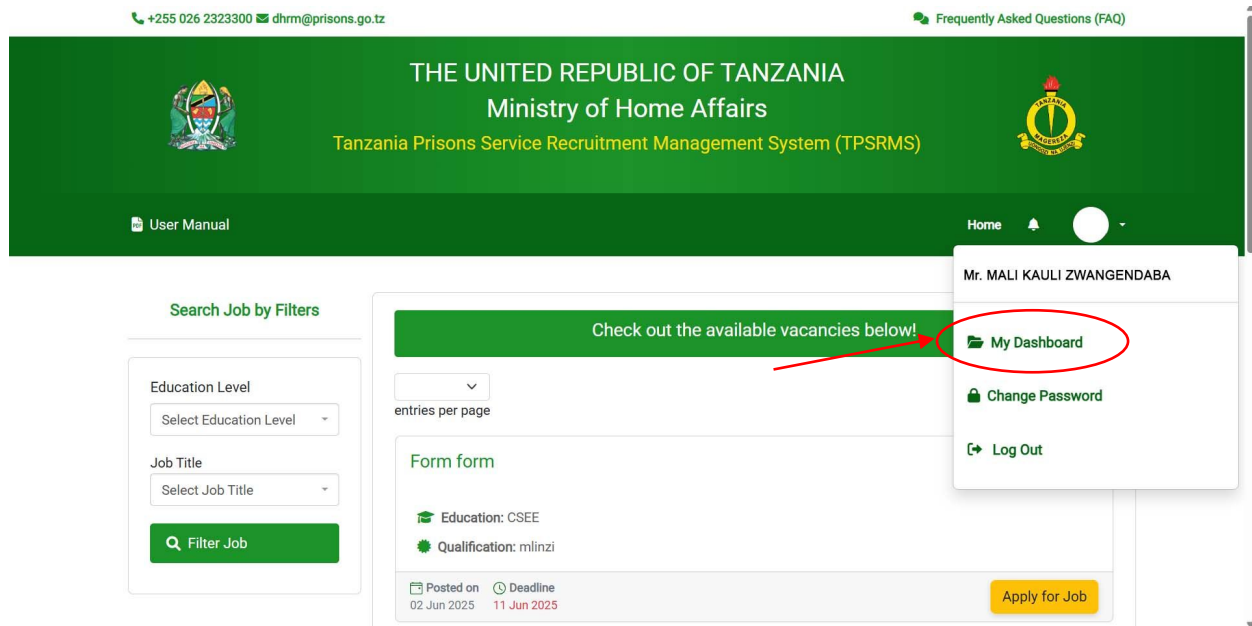 +255 026 2323300 dhrm@prisons.go.tz
Frequently Asked Questions (FAQ)
THE UNITED REPUBLIC OF TANZANIA
Ministry of Home Affairs
Tanzania Prisons Service Recruitment Management System (TPSRMS)
TANZANIA
MAGEREZA
User Manual
Home
Mr. MALI KAULI ZWANGENDABA
My Dashboard
Change Password
Log Out
Search Job by Filters
Education Level
Select Education Level
Job Title
Select Job Title
Filter Job
Check out the available vacancies below!
entries per page
Form form
Education: CSEE
Qualification: mlinzi
Posted on Deadline
02 Jun 2025 11 Jun 2025
Apply for Job